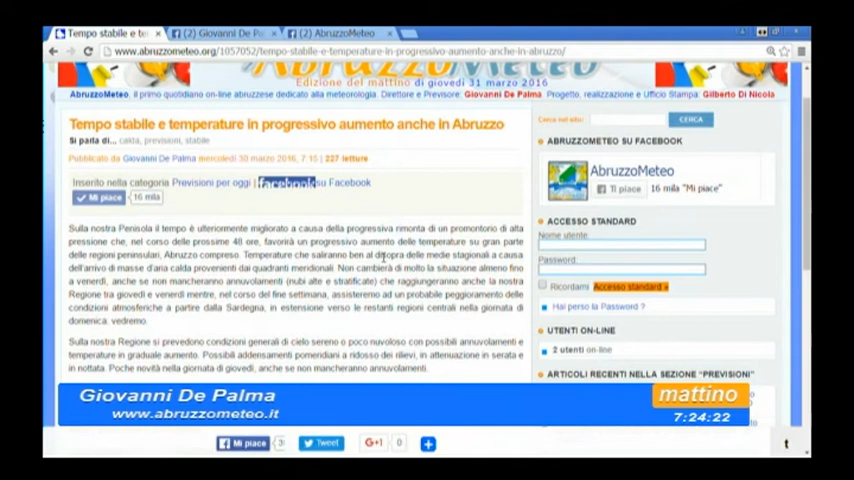 Tempo stabile e te
(2) Giovanni De Pa
(2) AbruzzoMeteo
www.abruzzometeo.org/1057052/tempo-stabile-e-temperature-in-progressivo-aumento-anche-in-abruzzo/
AbruzzoMeteo
Edizione del mattino di giovedì 31 marzo 2016
AbruzzoMeteo, il primo quotidiano on-line abruzzese dedicato alla meteorologia. Direttore e Previsore: Giovanni De Palma Progetto, realizzazione e Ufficio Stampa: Gilberto Di Nicola
Tempo stabile e temperature in progressivo aumento anche in Abruzzo
Si parla di... calda, previsioni, stabile
Pubblicato da Giovanni De Palma mercoledì 30 marzo 2016, 7:15 | 227 letture
Inserito nella categoria Previsioni per oggi | facebook su Facebook
Mi piace 16 mila
Sulla nostra Penisola il tempo è ulteriormente migliorato a causa della progressiva rimonta di un promontorio di alta
pressione che, nel corso delle prossime 48 ore, favorirà un progressivo aumento delle temperature su gran parte
delle regioni peninsulari, Abruzzo compreso. Temperature che saliranno ben al disopra delle medie stagionali a causa
dell'arrivo di masse d'aria calda provenienti dai quadranti meridionali. Non cambierà di molto la situazione almeno fino
a venerdì, anche se non mancheranno annuvolamenti (nubi alte e stratificate) che raggiungeranno anche la nostra
Regione tra giovedì e venerdì mentre, nel corso del fine settimana, assisteremo ad un probabile peggioramento delle
condizioni atmosferiche a partire dalla Sardegna, in estensione verso le restanti regioni centrali nella giornata di
domenica. vedremo.
Sulla nostra Regione si prevedono condizioni generali di cielo sereno o poco nuvoloso con possibili annuvolamenti e
temperature in graduale aumento. Possibili addensamenti pomeridiani a ridosso dei rilievi, in attenuazione in serata e
in nottata. Poche novità nella giornata di giovedì, anche se non mancheranno annuvolamenti.
Cerca nel sito:
CERCA
ABRUZZOMETEO SU FACEBOOK
AbruzzoMeteo
Ti piace 16 mila "Mi piace"
ACCESSO STANDARD
Nome utente:
Password:
Ricordami Accesso standard »
Hai perso la Password ?
UTENTI ON-LINE
2 utenti on-line
ARTICOLI RECENTI NELLA SEZIONE "PREVISIONI"
Giovanni De Palma
www.abruzzometeo.it
mattino
7:24:22
Mi piace
Tweet
G+1 0
t